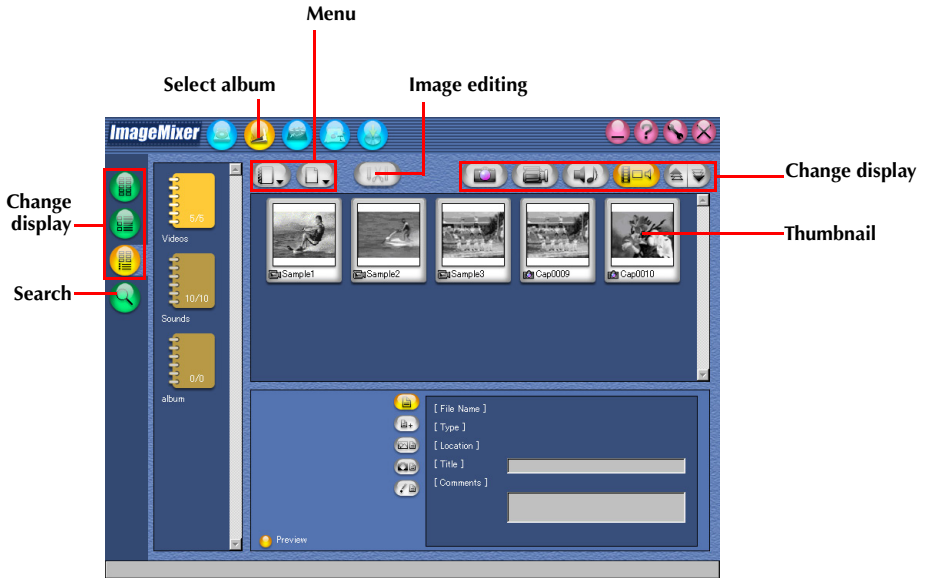 Menu
Select album
Image editing
ImageMixer
Change display
Change
display
Search
Thumbnail
5/5
Videos
10/10
Sounds
0/0
album
Sample1
Sample2
Sample3
Cap0009
Cap0010
[ File Name ]
[ Type ]
[ Location ]
[ Title ]
[ Comments ]
Preview